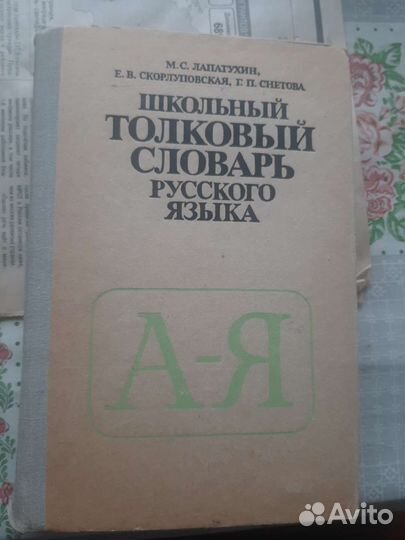 М.С. ЛАПАТУХИН,
Е. В. СКОРЛУПОВСКАЯ, Г. П. СНЕТОВА
ШКОЛЬНЫЙ
ТОЛКОВЫЙ
СЛОВАРЬ
РУССКОГО
ЯЗЫКА
А-Я
Avito